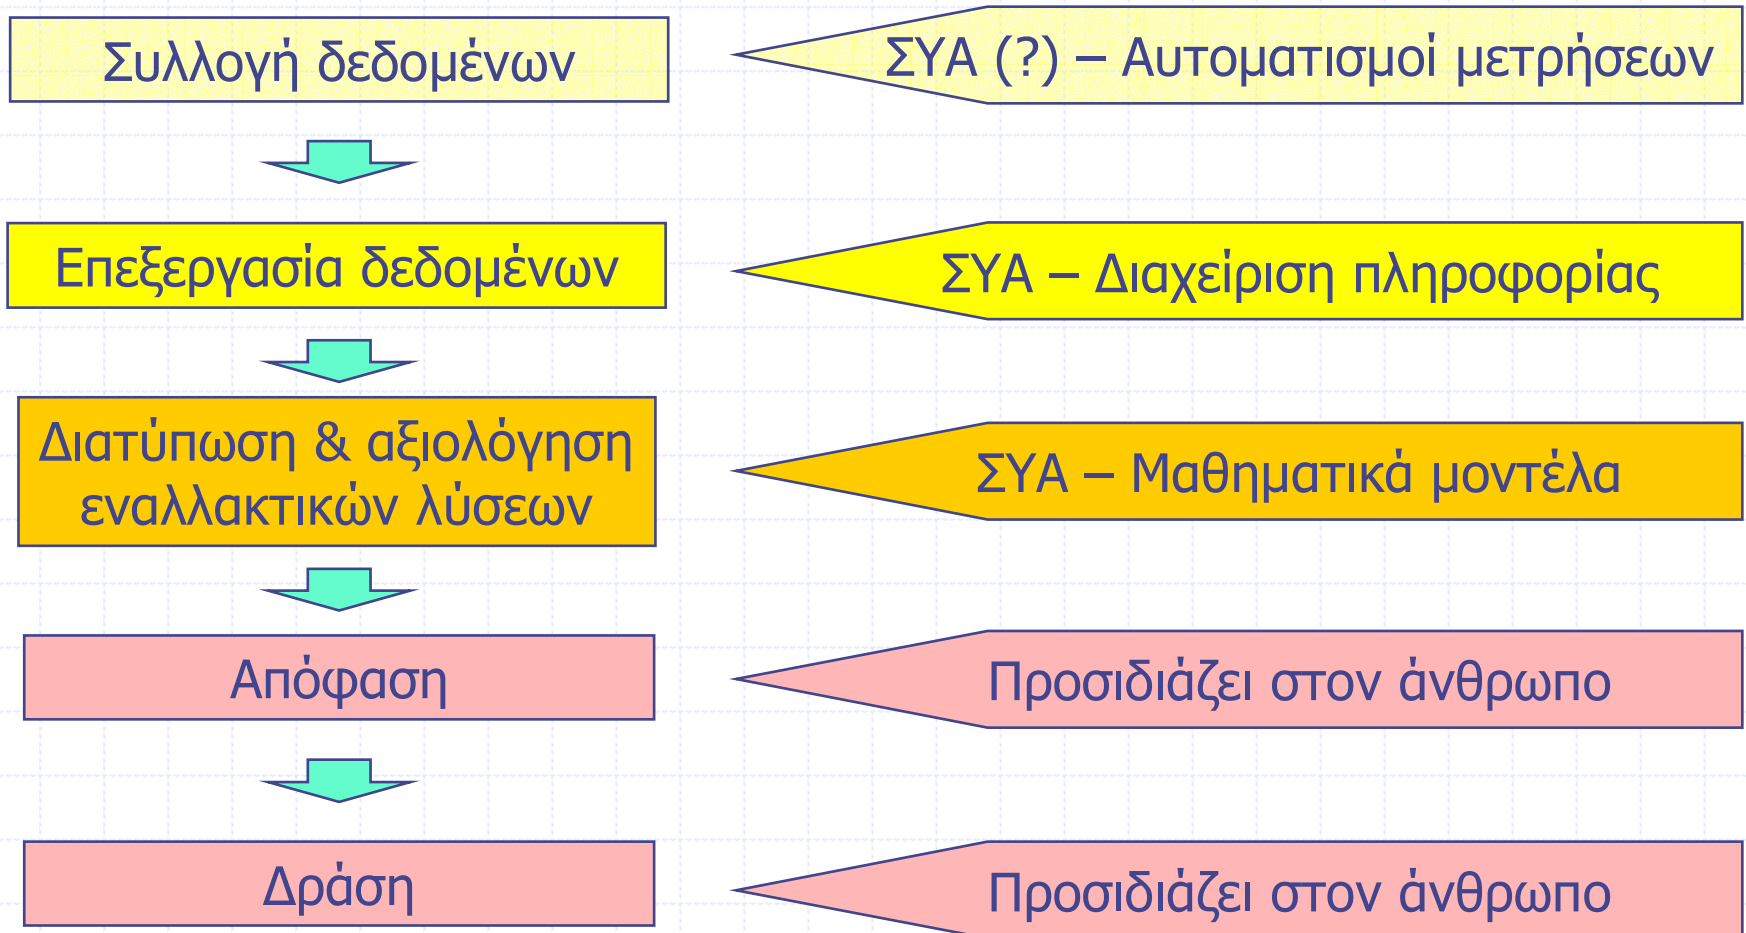 Συλλογή δεδομένων
ΣΥΑ (?) – Αυτοματισμοί μετρήσεων
Επεξεργασία δεδομένων
ΣΥΑ – Διαχείριση πληροφορίας
Διατύπωση & αξιολόγηση
εναλλακτικών λύσεων
ΣΥΑ – Μαθηματικά μοντέλα
Απόφαση
Προσιδιάζει στον άνθρωπο
Δράση
Προσιδιάζει στον άνθρωπο